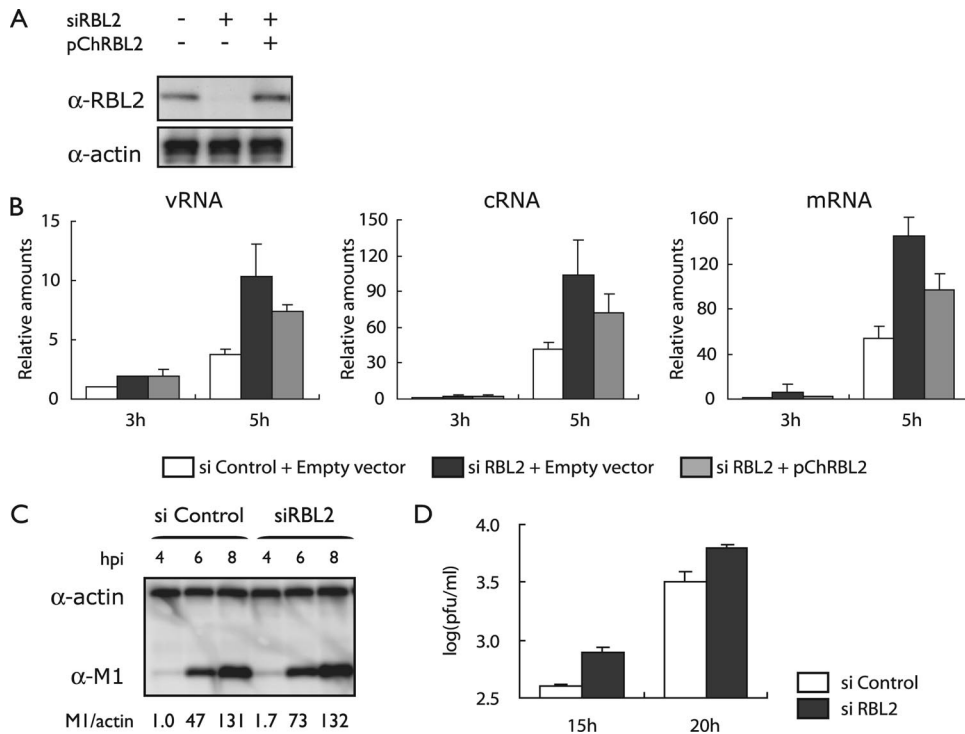 A
siRBL2 - + +
pChRBL2 - - +
α-RBL2
α-actin
B
vRNA
Relative amounts
15
10
5
0
3h 5h
cRNA
Relative amounts
150
120
90
60
30
0
3h 5h
mRNA
Relative amounts
160
120
80
40
0
3h 5h
si Control + Empty vector
si RBL2 + Empty vector
si RBL2 + pChRBL2
C
si Control siRBL2
hpi 4 6 8 4 6 8
α-actin
α-M1
M1/actin 1.0 47 131 1.7 73 132
D
log(pfu/ml)
4.0
3.5
3.0
2.5
15h 20h
si Control
si RBL2